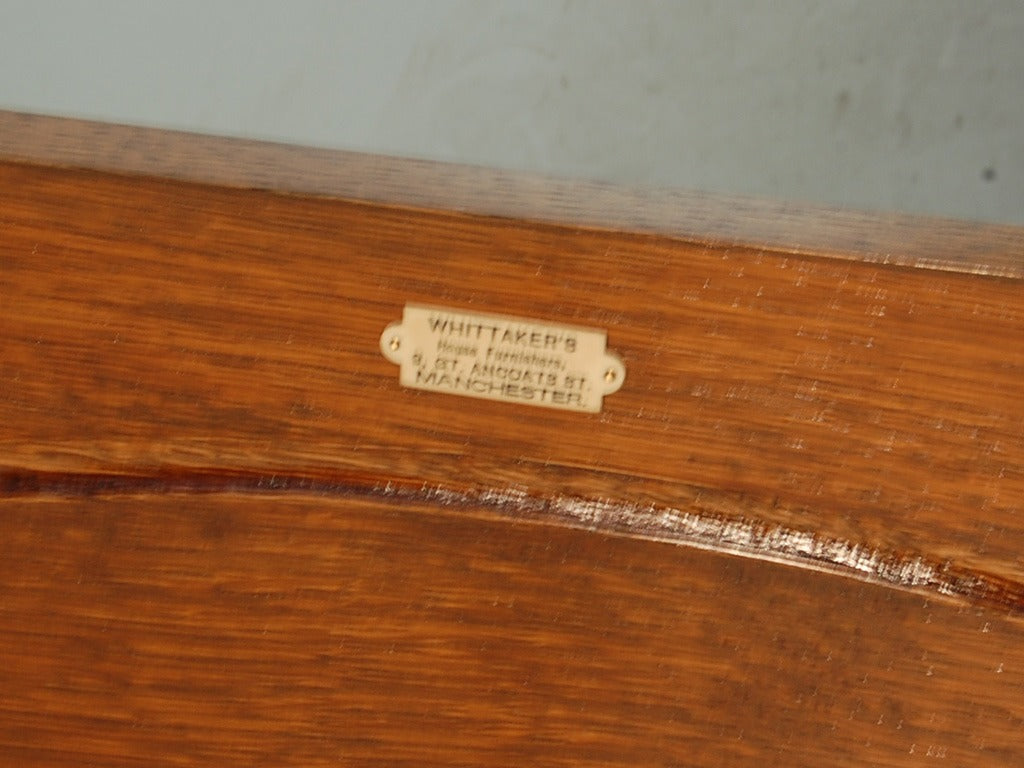 WHITTAKER'S
House Furnishers,
9, GT. ANCOATS ST.
MANCHESTER.